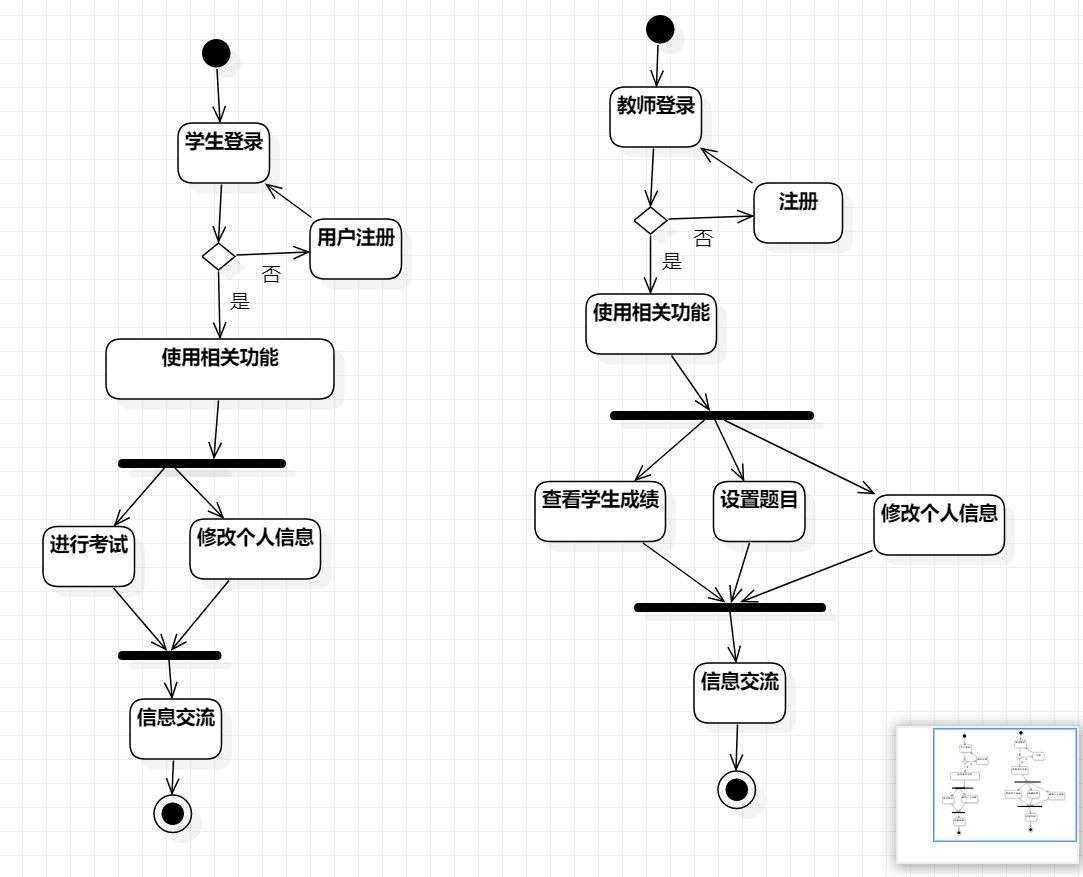 学生登录
用户注册
否
是
使用相关功能
进行考试
修改个人信息
信息交流
教师登录
注册
否
是
使用相关功能
查看学生成绩
设置题目
修改个人信息
信息交流